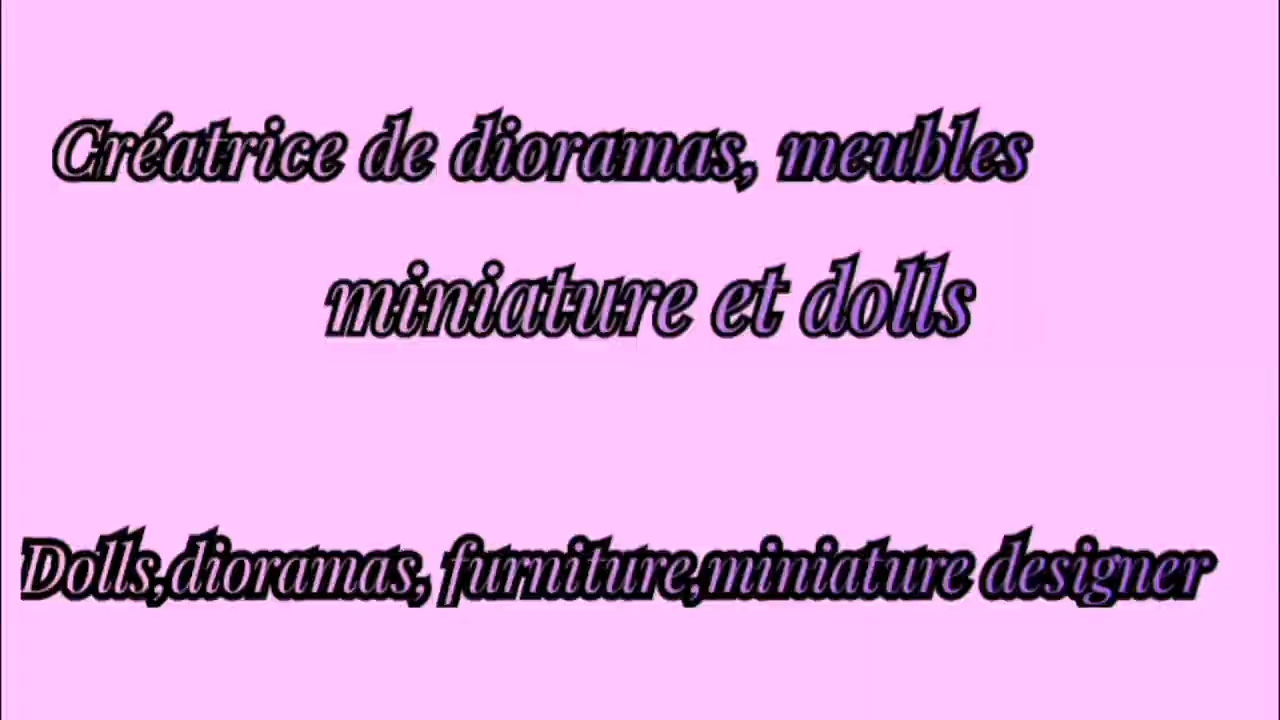 Créatrice de dioramas, meubles
miniature et dolls
Dolls,dioramas, furniture,miniature designer